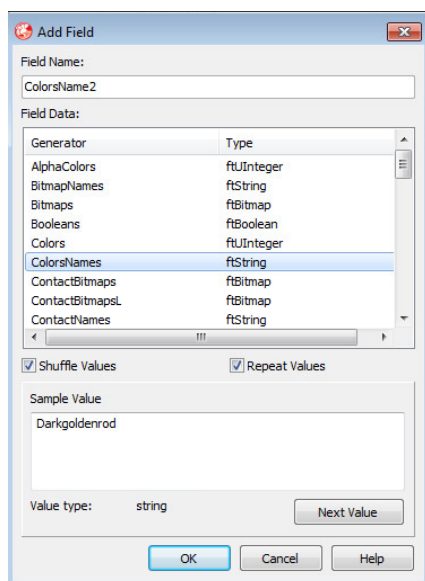 Add Field
Field Name:
ColorsName2
Field Data:
Generator Type
AlphaColors ftUInteger
BitmapNames ftString
Bitmaps ftBitmap
Booleans ftBoolean
Colors ftUInteger
ColorsNames ftString
ContactBitmaps ftBitmap
ContactBitmapsL ftBitmap
ContactNames ftString
Shuffle Values Repeat Values
Sample Value
Darkgoldenrod
Value type: string Next Value
OK Cancel Help